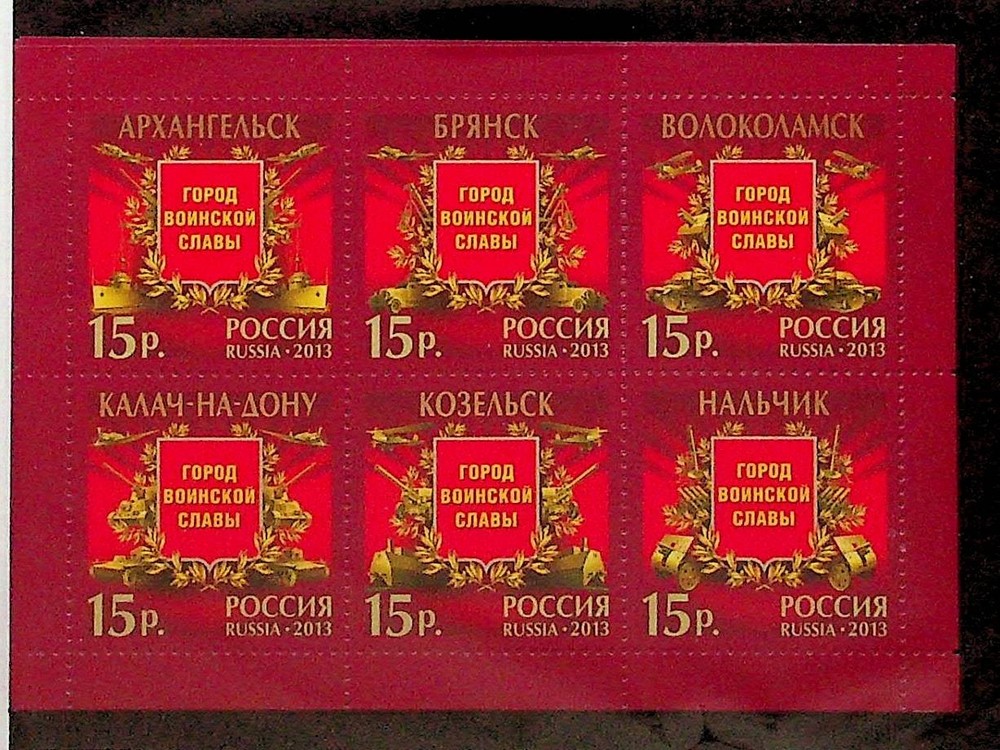 АРХАНГЕЛЬСК
ГОРОД
ВОИНСКОЙ
СЛАВЫ
15р.
РОССИЯ
RUSSIA • 2013
БРЯНСК
ГОРОД
ВОИНСКОЙ
СЛАВЫ
15р.
РОССИЯ
RUSSIA • 2013
ВОЛОКОЛАМСК
ГОРОД
ВОИНСКОЙ
СЛАВЫ
15р.
РОССИЯ
RUSSIA • 2013
КАЛАЧ-НА-ДОНУ
ГОРОД
ВОИНСКОЙ
СЛАВЫ
15р.
РОССИЯ
RUSSIA • 2013
КОЗЕЛЬСК
ГОРОД
ВОИНСКОЙ
СЛАВЫ
15р.
РОССИЯ
RUSSIA • 2013
НАЛЬЧИК
ГОРОД
ВОИНСКОЙ
СЛАВЫ
15р.
РОССИЯ
RUSSIA • 2013